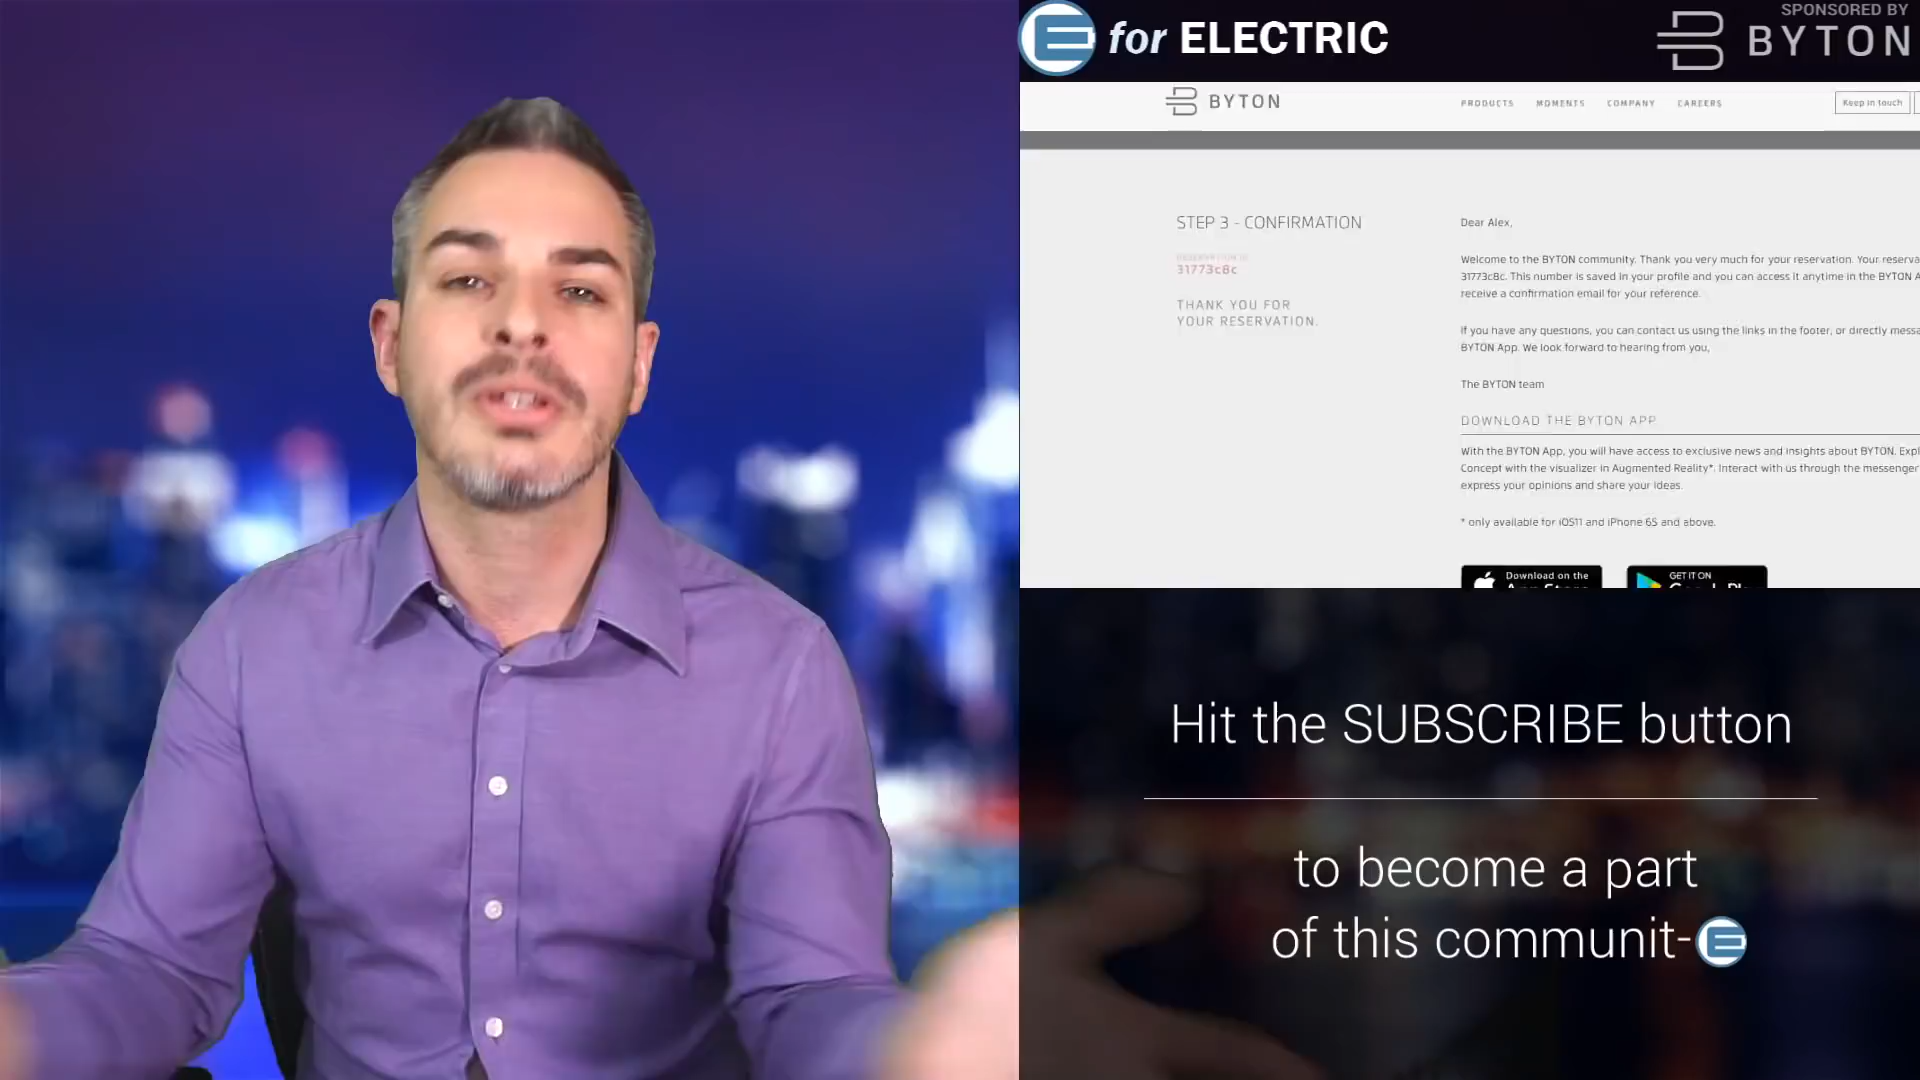 for ELECTRIC
SPONSORED BY
BYTON
BYTON
PRODUCTS MOMENTS COMPANY CAREERS
Keep in touch
STEP 3 - CONFIRMATION
RESERVATION ID
31773c8c
THANK YOU FOR
YOUR RESERVATION.
Dear Alex,
Welcome to the BYTON community. Thank you very much for your reservation. Your
31773c8c. This number is saved in your profile and you can access it anytime in the BYTON
receive a confirmation email for your reference.
If you have any questions, you can contact us using the links in the footer, or directly
BYTON App. We look forward to hearing from you,
The BYTON team
DOWNLOAD THE BYTON APP
With the BYTON App, you will have access to exclusive news and insights about BYTON.
Concept with the visualizer in Augmented Reality*. Interact with us through the messenger
express your opinions and share your ideas.
* only available for iOS11 and iPhone 6S and above.
Download on the
GET IT ON
Hit the SUBSCRIBE button
to become a part
of this communit-E